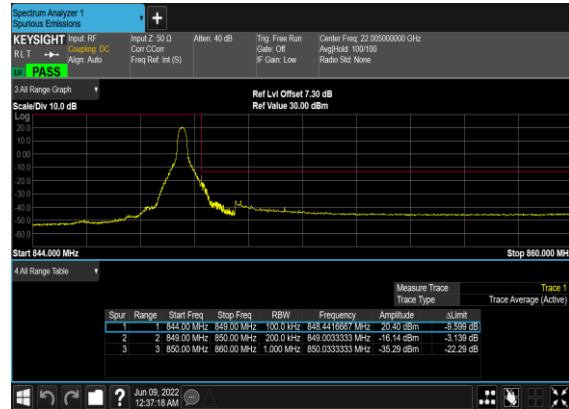 Spectrum Analyzer 1
Spurious Emissions
+
KEYSIGHT Input: RF Input Z: 50 Ω Atten: 40 dB Trig: Free Run Center Freq: 22.005000000 GHz
RLT Coupling: DC Corr CCorr Gate: Off Avg|Hold: 100/100
Align: Auto Freq Ref: Int (S) IF Gain: Low Radio Std: None
LW PASS
3 All Range Graph
Ref Lvl Offset 7.30 dB
Scale/Div 10.0 dB Ref Value 30.00 dBm
Log
20.0
10.0
0.00
-10.0
-20.0
-30.0
-40.0
-50.0
-60.0
Start 844.000 MHz Stop 860.000 MH
4 All Range Table
Measure Trace Trace 1
Trace Type Trace Average (Active)
Spur Range Start Freq Stop Freq RBW Frequency Amplitude ΔLimit
1 1 844.00 MHz 849.00 MHz 100.0 kHz 848.4416667 MHz 20.40 dBm -9.599 dB
2 2 849.00 MHz 850.00 MHz 200.0 kHz 849.0033333 MHz -16.14 dBm -3.139 dB
3 3 850.00 MHz 860.00 MHz 1.000 MHz 850.0333333 MHz -35.29 dBm -22.29 dB
? Jun 09, 2022
12:37:18 AM